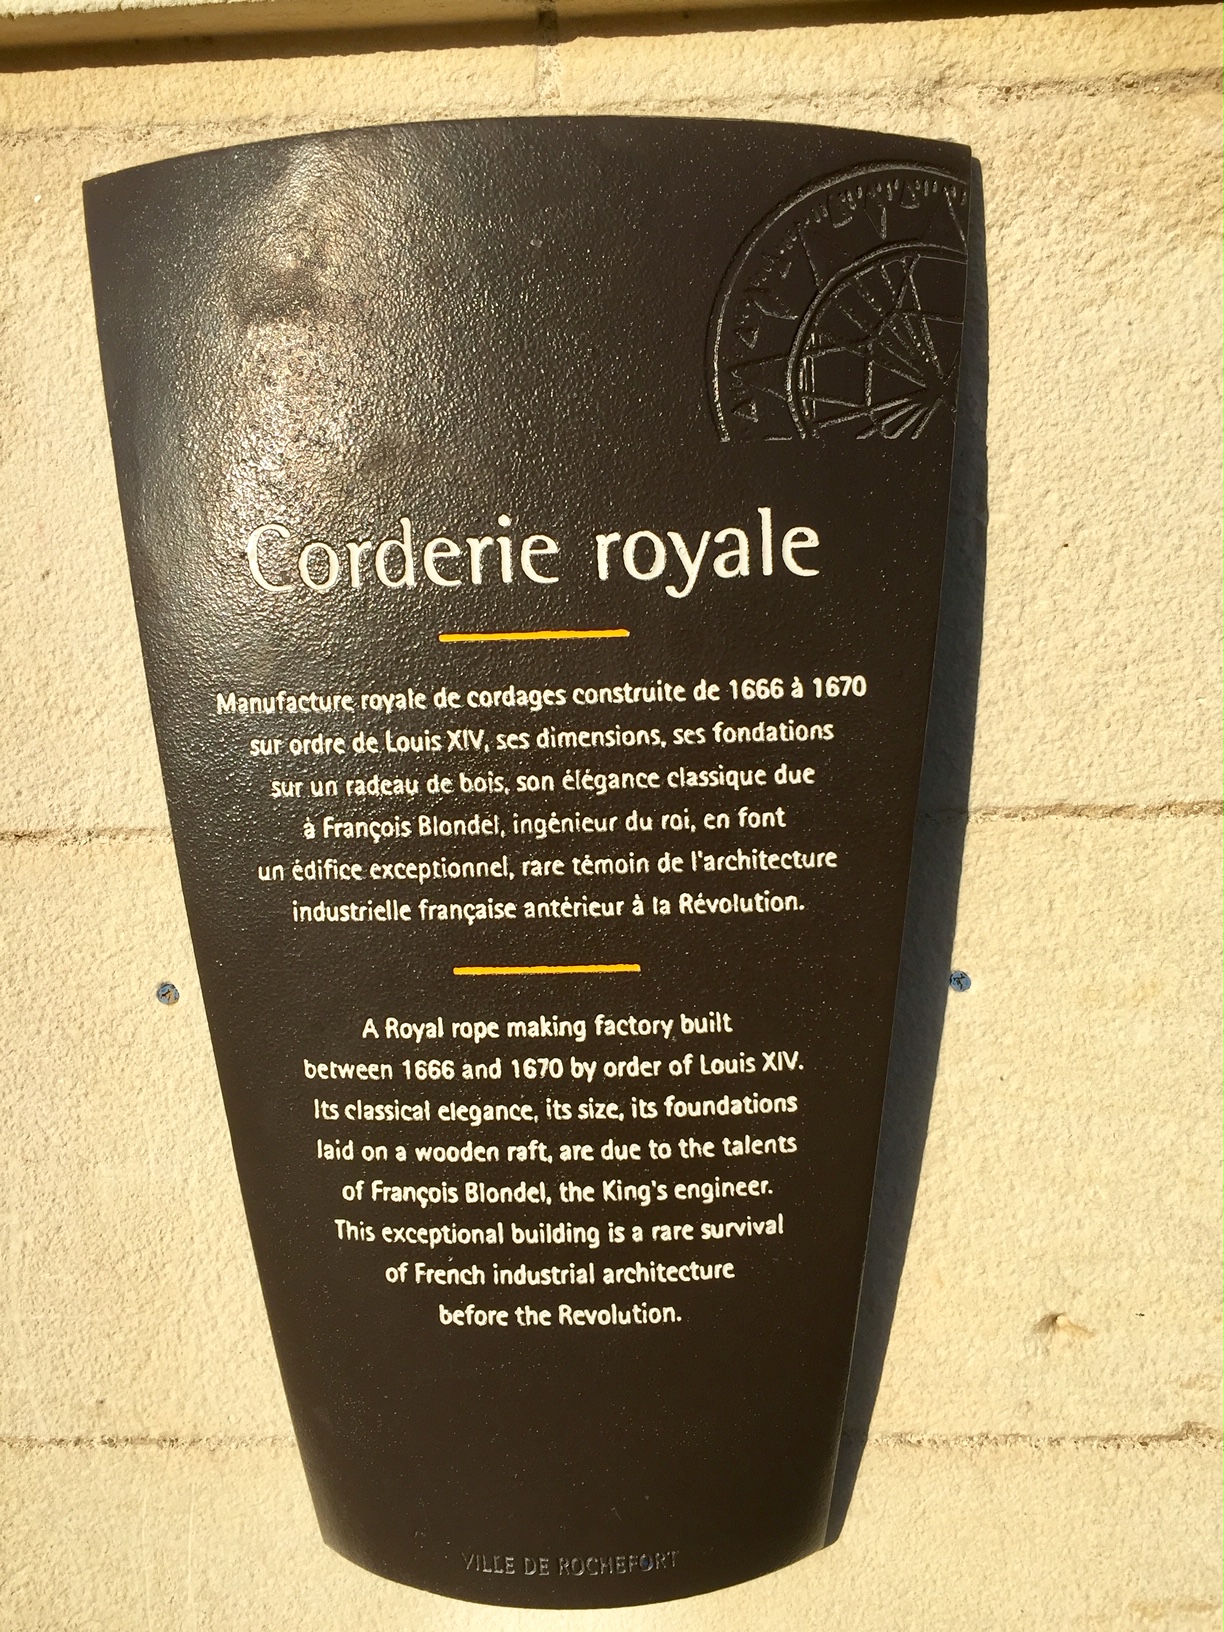 Corderie royale
Manufacture royale de cordages construite de 1666 à 1670
sur ordre de Louis XIV, ses dimensions, ses fondations
sur un radeau de bois, son élégance classique due
à François Blondel, ingénieur du roi, en font
un édifice exceptionnel, rare témoin de l'architecture
industrielle française antérieur à la Révolution.
A Royal rope making factory built
between 1666 and 1670 by order of Louis XIV.
Its classical elegance, its size, its foundations
laid on a wooden raft, are due to the talents
of François Blondel, the King's engineer.
This exceptional building is a rare survival
of French industrial architecture
before the Revolution.
VILLE DE ROCHEFORT